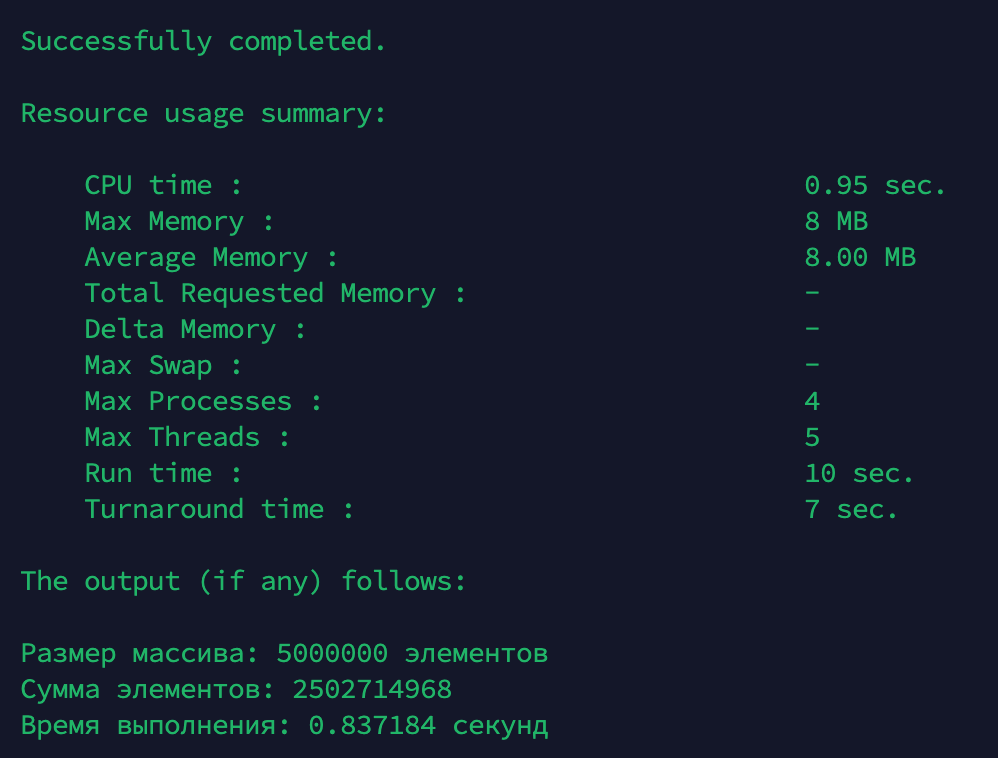 Successfully completed.
Resource usage summary:
CPU time : 0.95 sec.
Max Memory : 8 MB
Average Memory : 8.00 MB
Total Requested Memory : -
Delta Memory : -
Max Swap : -
Max Processes : 4
Max Threads : 5
Run time : 10 sec.
Turnaround time : 7 sec.
The output (if any) follows:
Размер массива: 5000000 элементов
Сумма элементов: 2502714968
Время выполнения: 0.837184 секунд